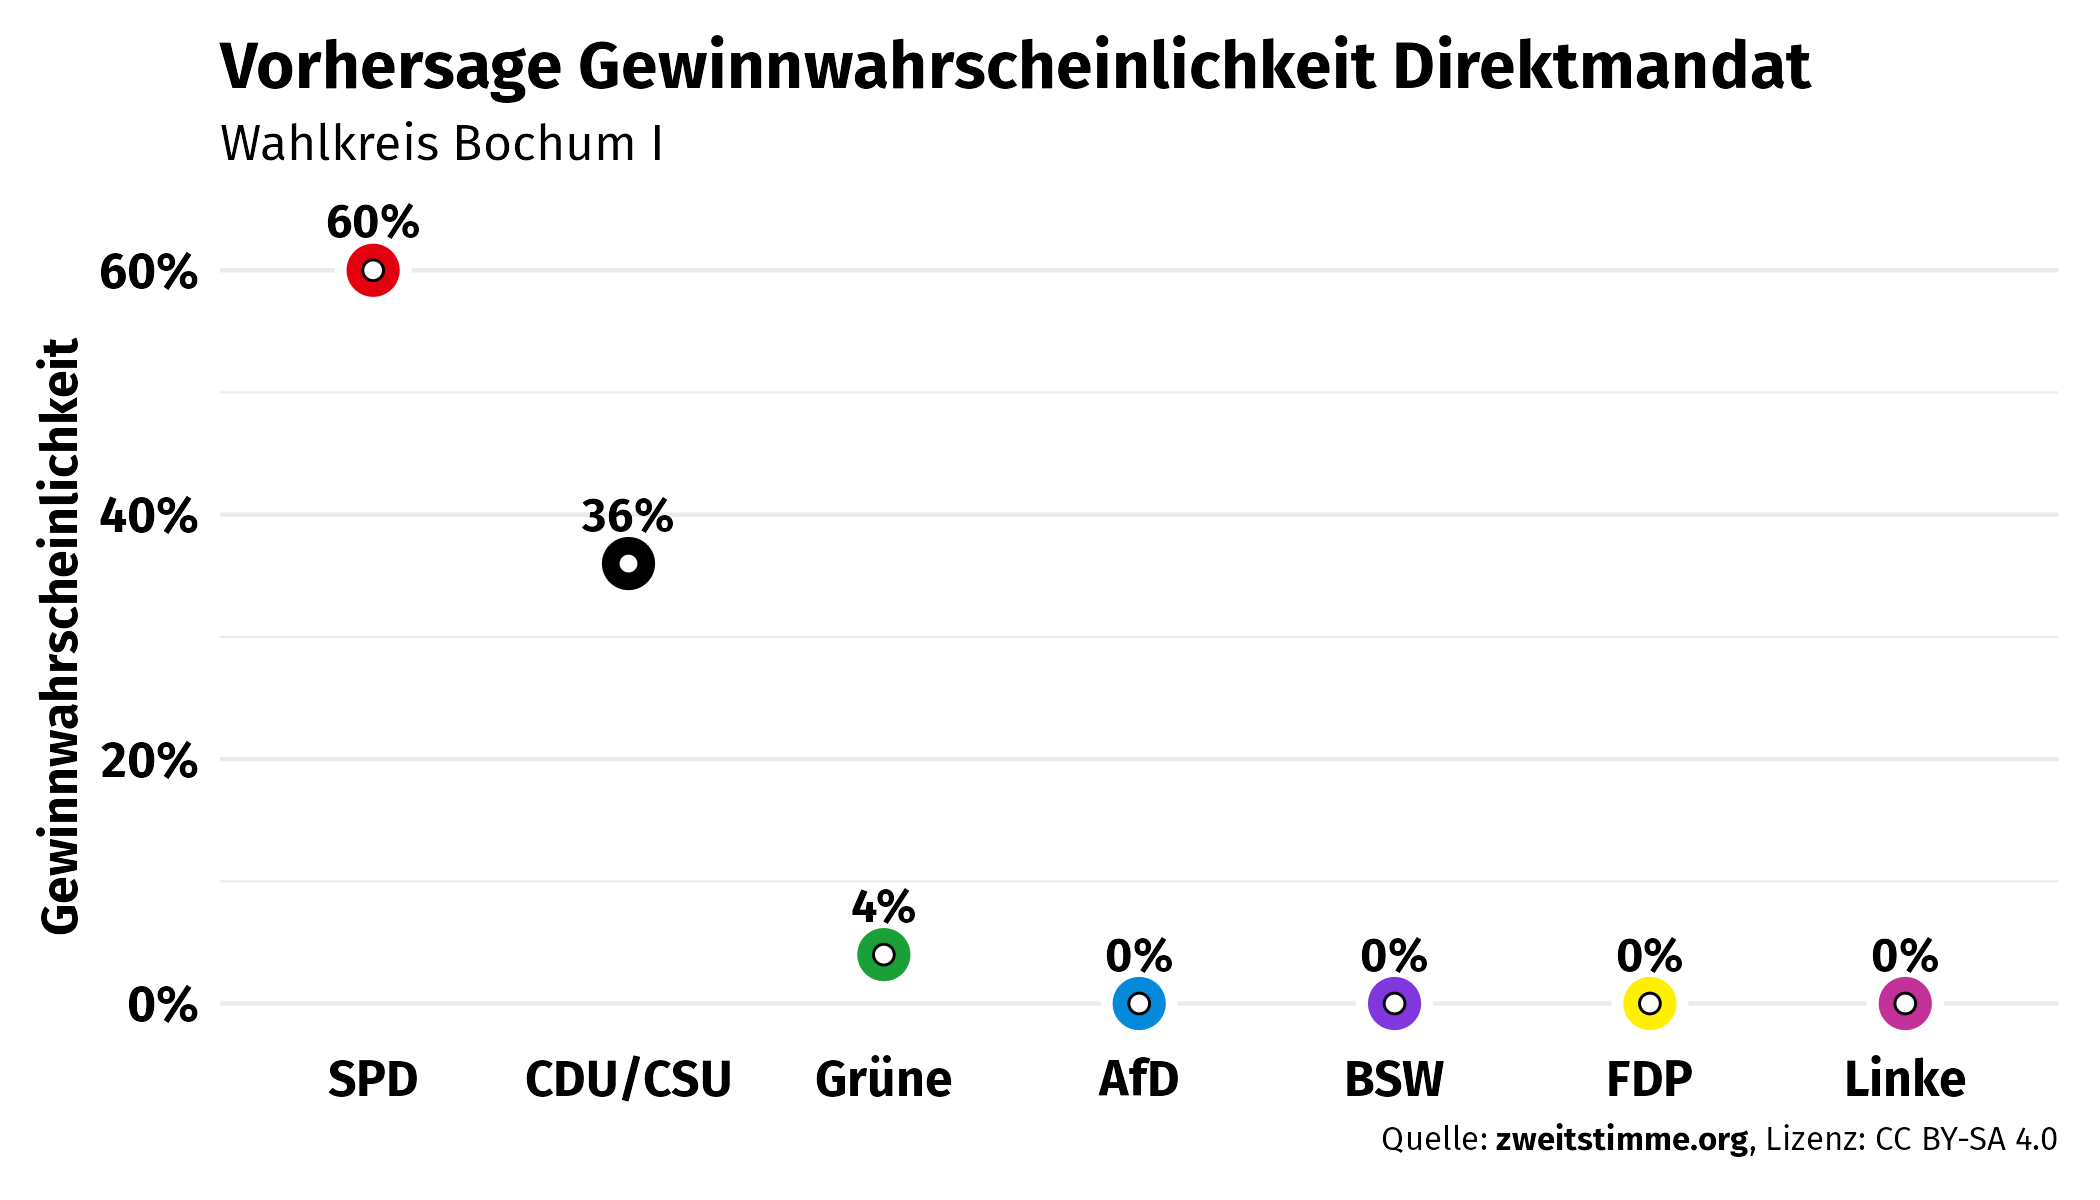 Vorhersage Gewinnwahrscheinlichkeit Direktmandat
Wahlkreis Bochum I
Gewinnwahrscheinlichkeit
60%
40%
20%
0%
60%
36%
4%
0%
0%
0%
0%
SPD CDU/CSU Grüne AfD BSW FDP Linke
Quelle: zweitstimme.org, Lizenz: CC BY-SA 4.0